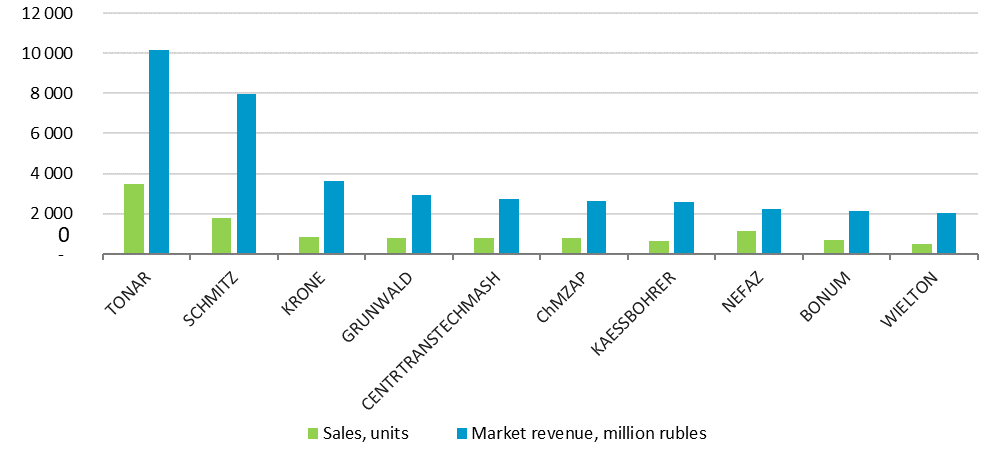 12 000
10 000
8 000
6 000
4 000
2 000
0
-
TONAR
SCHMITZ
KRONE
GRUNWALD
CENTRTRANSTECHMASH
ChMZAP
KAESSBOHRER
NEFAZ
BONUM
WIELTON
Sales, units
Market revenue, million rubles